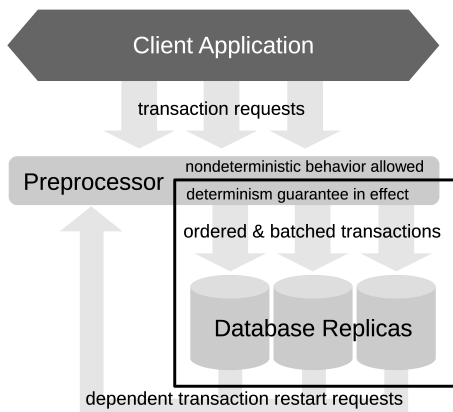 Client Application
transaction requests
nondeterministic behavior allowed
Preprocessor
determinism guarantee in effect
ordered & batched transactions
Database Replicas
dependent transaction restart requests